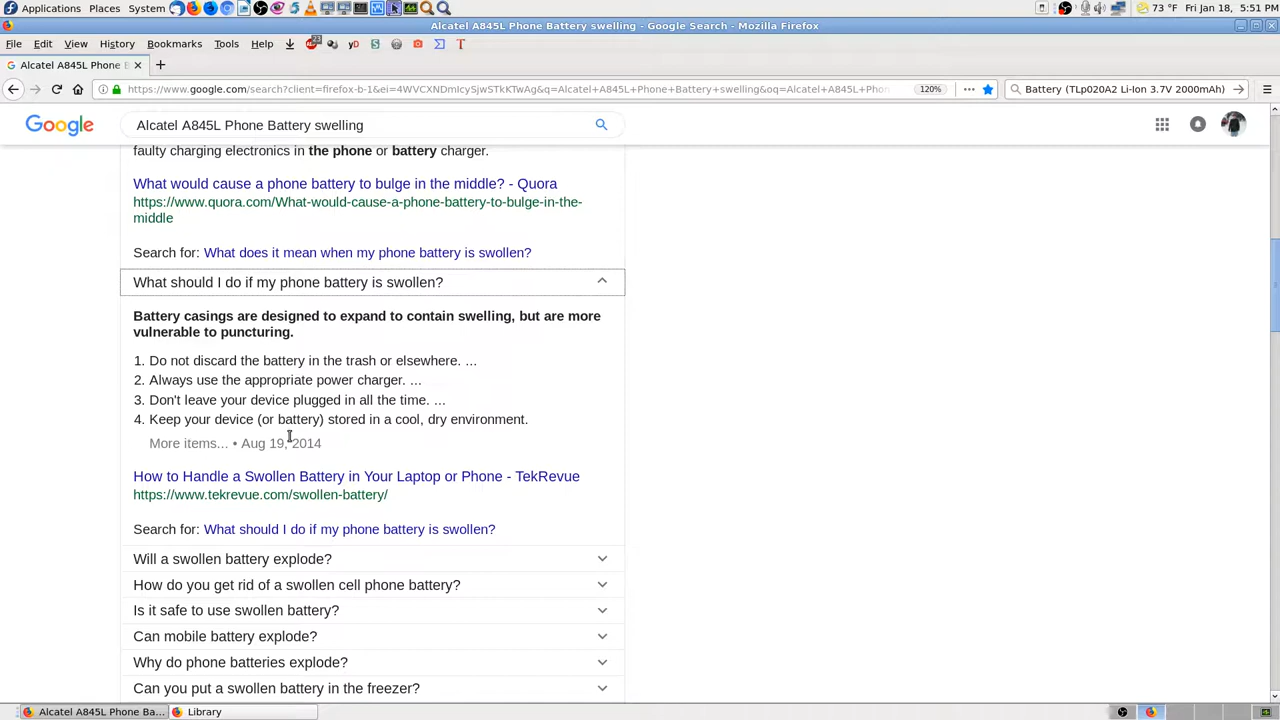 Applications Places System 73 °F Fri Jan 18, 5:51 PM
Alcatel A845L Phone Battery swelling - Google Search - Mozilla Firefox
File Edit View History Bookmarks Tools Help 23 yD S Σ T
G Alcatel A845L Phone B × +
https://www.google.com/search?client=firefox-b-1&ei=4WVCXNDmIcySjwSTkKTwAg&q=Alcatel+A845L+Phone+Battery+swelling&oq=Alcatel+A845L+Phon 120% ... Battery (TLp020A2 Li-Ion 3.7V 2000mAh)
Google Alcatel A845L Phone Battery swelling
faulty charging electronics in the phone or battery charger.
What would cause a phone battery to bulge in the middle? - Quora
https://www.quora.com/What-would-cause-a-phone-battery-to-bulge-in-the-
middle
Search for: What does it mean when my phone battery is swollen?
What should I do if my phone battery is swollen?
Battery casings are designed to expand to contain swelling, but are more
vulnerable to puncturing.
1. Do not discard the battery in the trash or elsewhere. ...
2. Always use the appropriate power charger. ...
3. Don't leave your device plugged in all the time. ...
4. Keep your device (or battery) stored in a cool, dry environment.
More items... • Aug 19, 2014
How to Handle a Swollen Battery in Your Laptop or Phone - TekRevue
https://www.tekrevue.com/swollen-battery/
Search for: What should I do if my phone battery is swollen?
Will a swollen battery explode?
How do you get rid of a swollen cell phone battery?
Is it safe to use swollen battery?
Can mobile battery explode?
Why do phone batteries explode?
Can you put a swollen battery in the freezer?
Alcatel A845L Phone Ba... Library